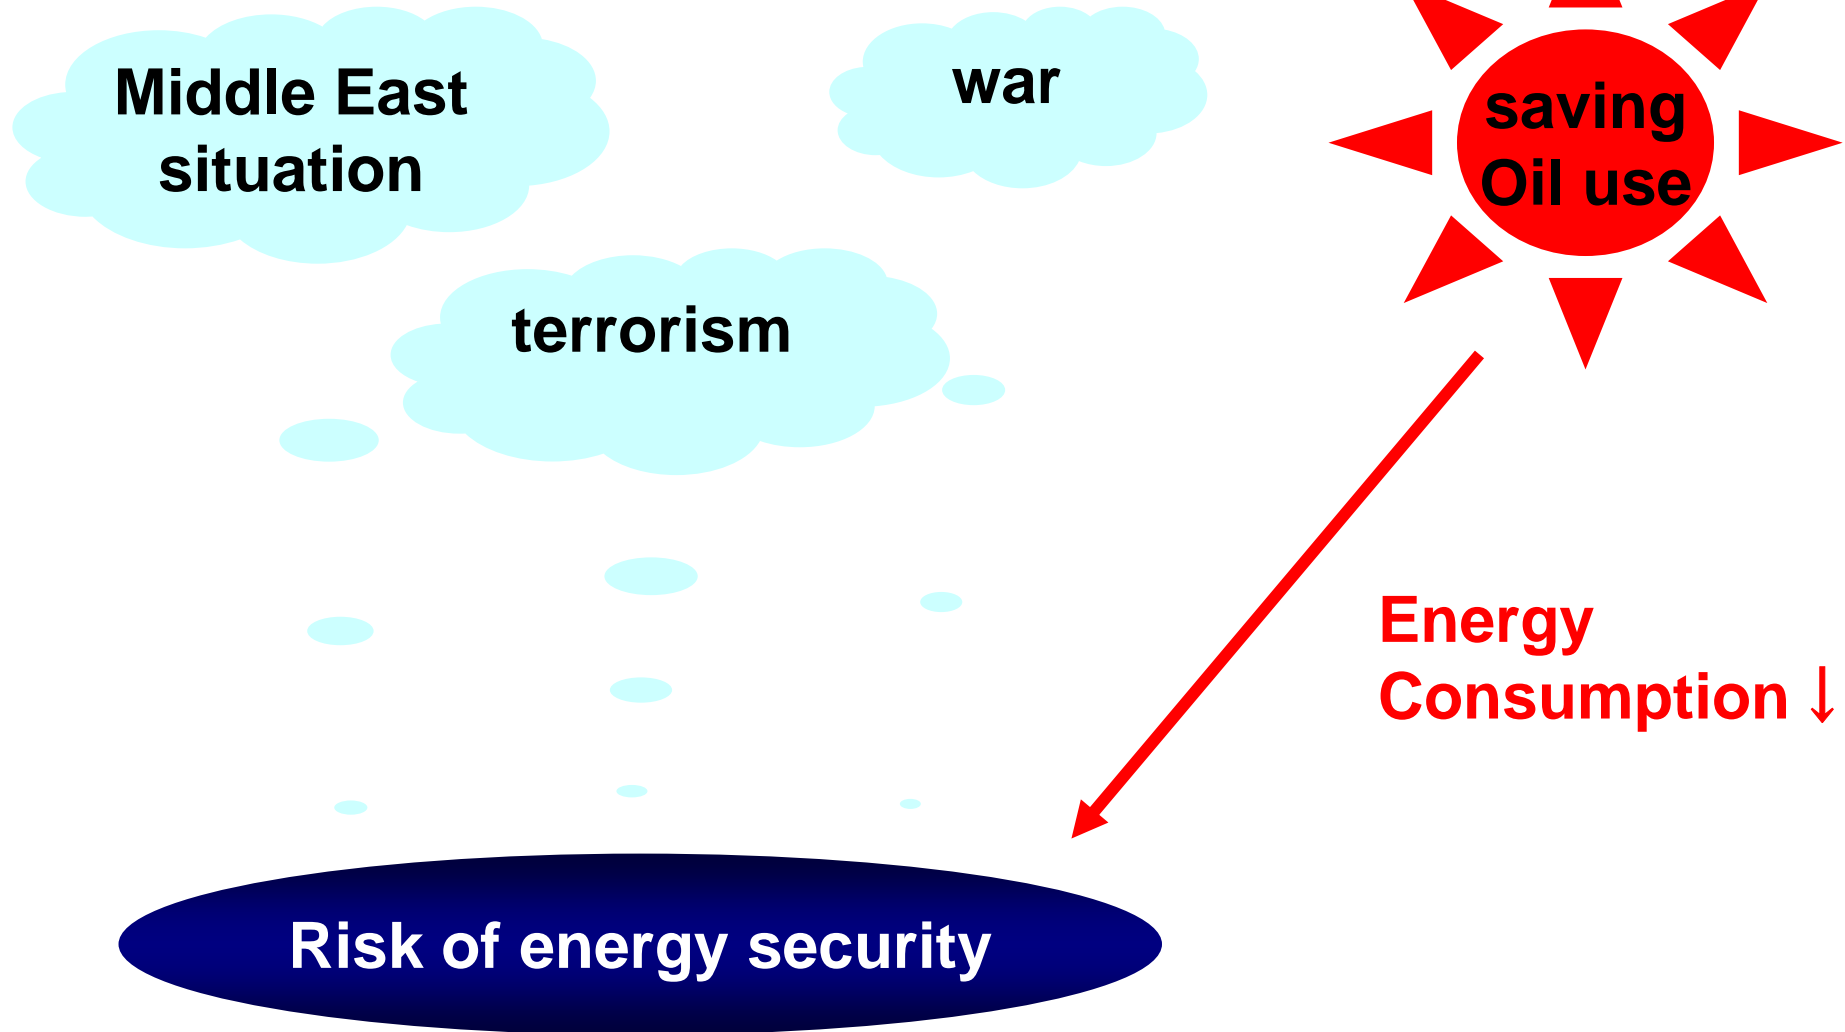 Middle East
situation
war
saving
Oil use
terrorism
Energy
Consumption ↓
Risk of energy security